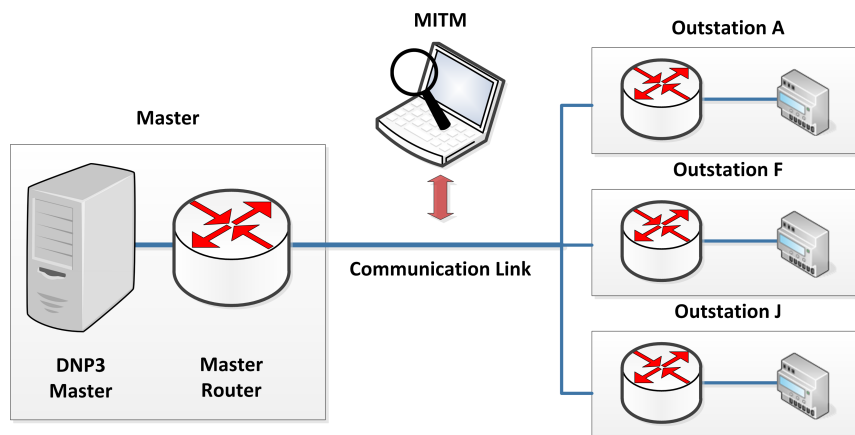 MITM
Outstation A
Master
Outstation F
Communication Link
Outstation J
DNP3
Master
Master
Router